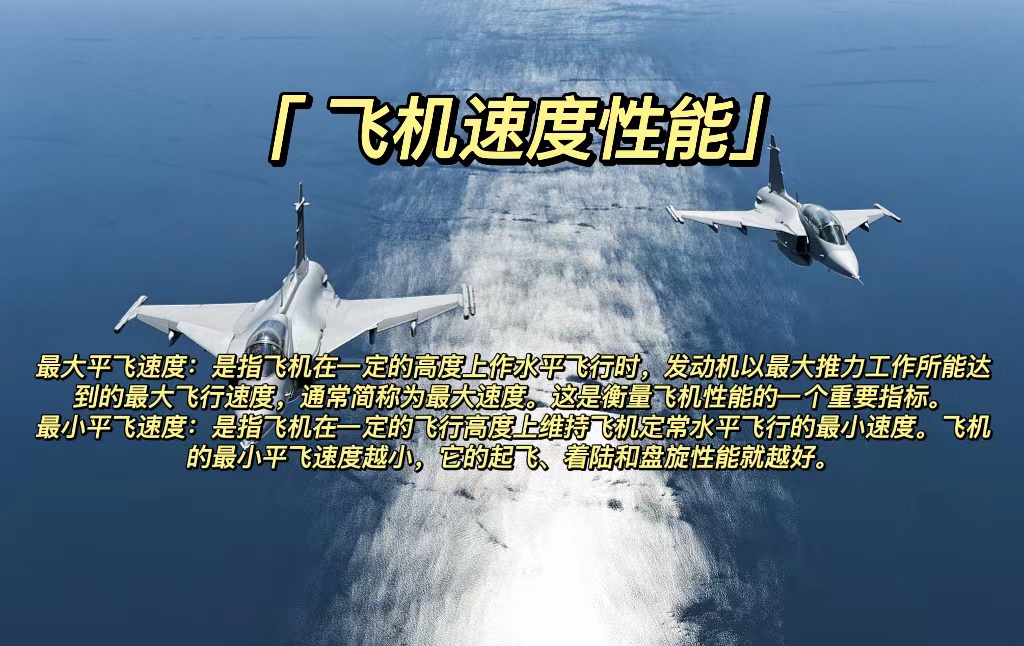 「飞机速度性能」
最大平飞速度：是指飞机在一定的高度上作水平飞行时，发动机以最大推力工作所能达
到的最大飞行速度，通常简称为最大速度。这是衡量飞机性能的一个重要指标。
最小平飞速度：是指飞机在一定的飞行高度上维持飞机定常水平飞行的最小速度。飞机
的最小平飞速度越小，它的起飞、着陆和盘旋性能就越好。